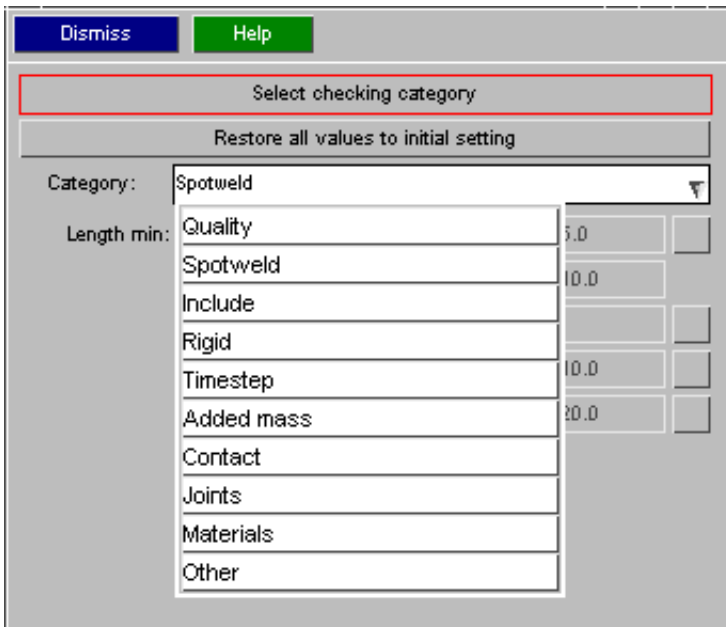 Dismiss Help
Select checking category
Restore all values to initial setting
Category: Spotweld
Length min:
Quality
Spotweld
Include
Rigid
Timestep
Added mass
Contact
Joints
Materials
Other